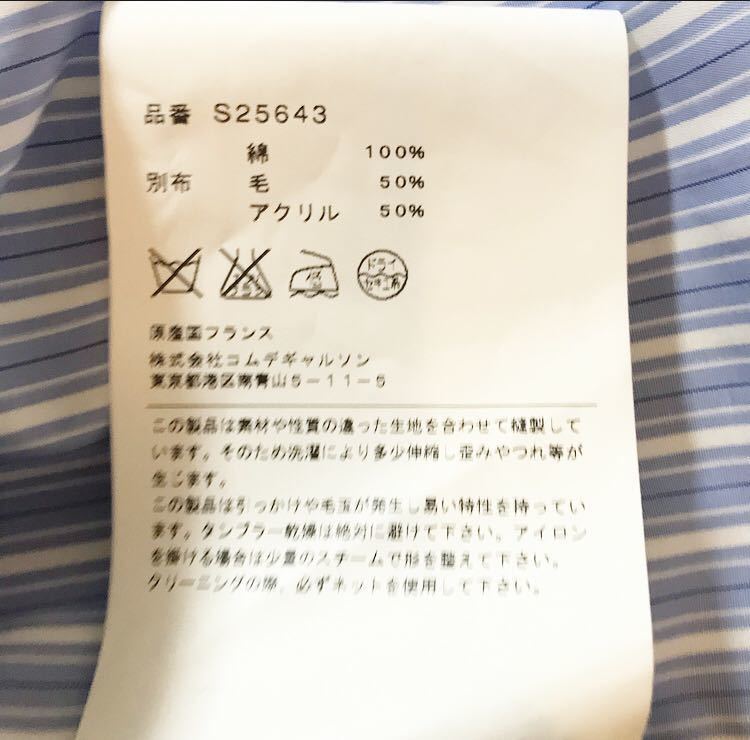 品番 S25643
綿 100%
別布 毛 50%
アクリル 50%
ドライ
セキユ系
原産国フランス
株式会社コムデギャルソン
東京都港区南青山5-11-5
この製品は素材や性質の違った生地を合わせて縫製して
います。そのため洗濯により多少伸縮し歪みやつれ等が
生じます。
この製品は引っかけや毛玉が発生し易い特性を持ってい
ます。タンブラー乾燥は絶対に避けて下さい。アイロン
を掛ける場合は少量のスチームで形を整えて下さい。
クリーニングの際、必ずネットを使用して下さい。